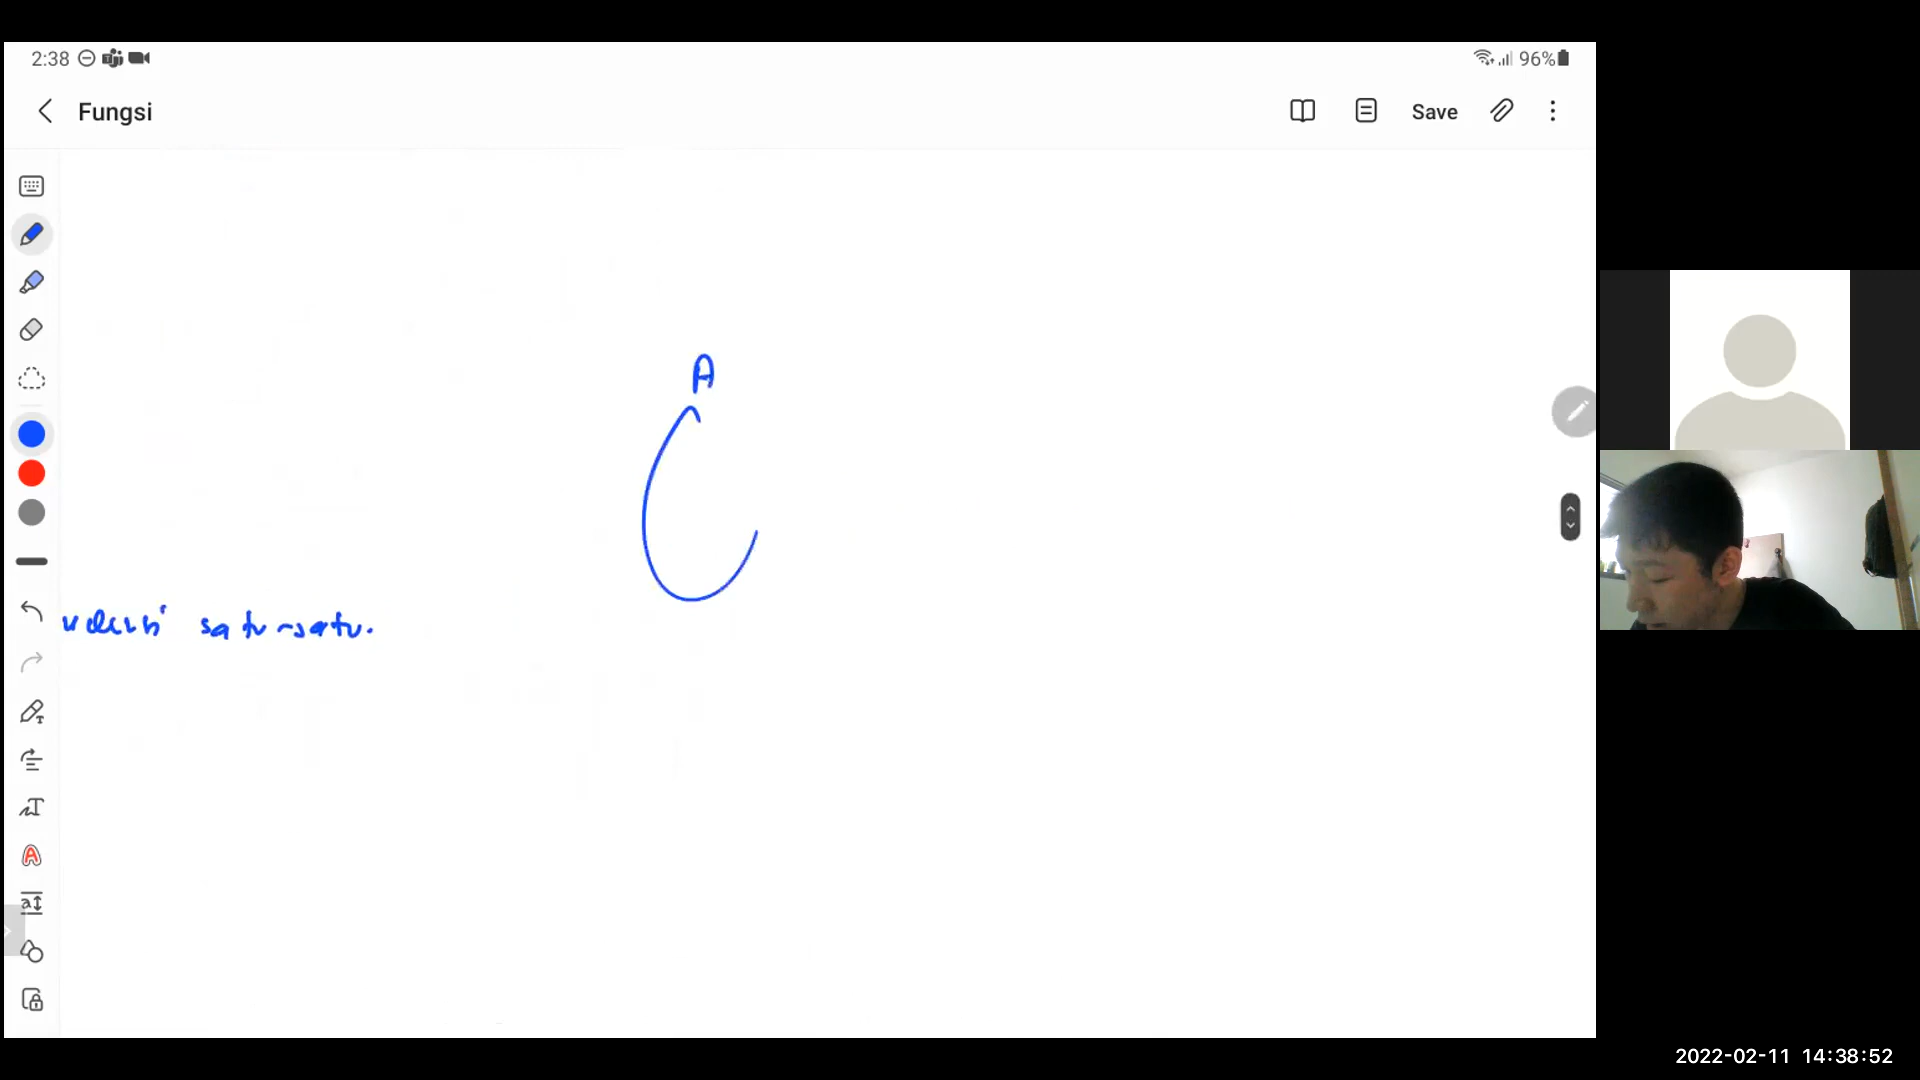 2:38 96%
Fungsi Save
A
satu-satu.
2022-02-11 14:38:52